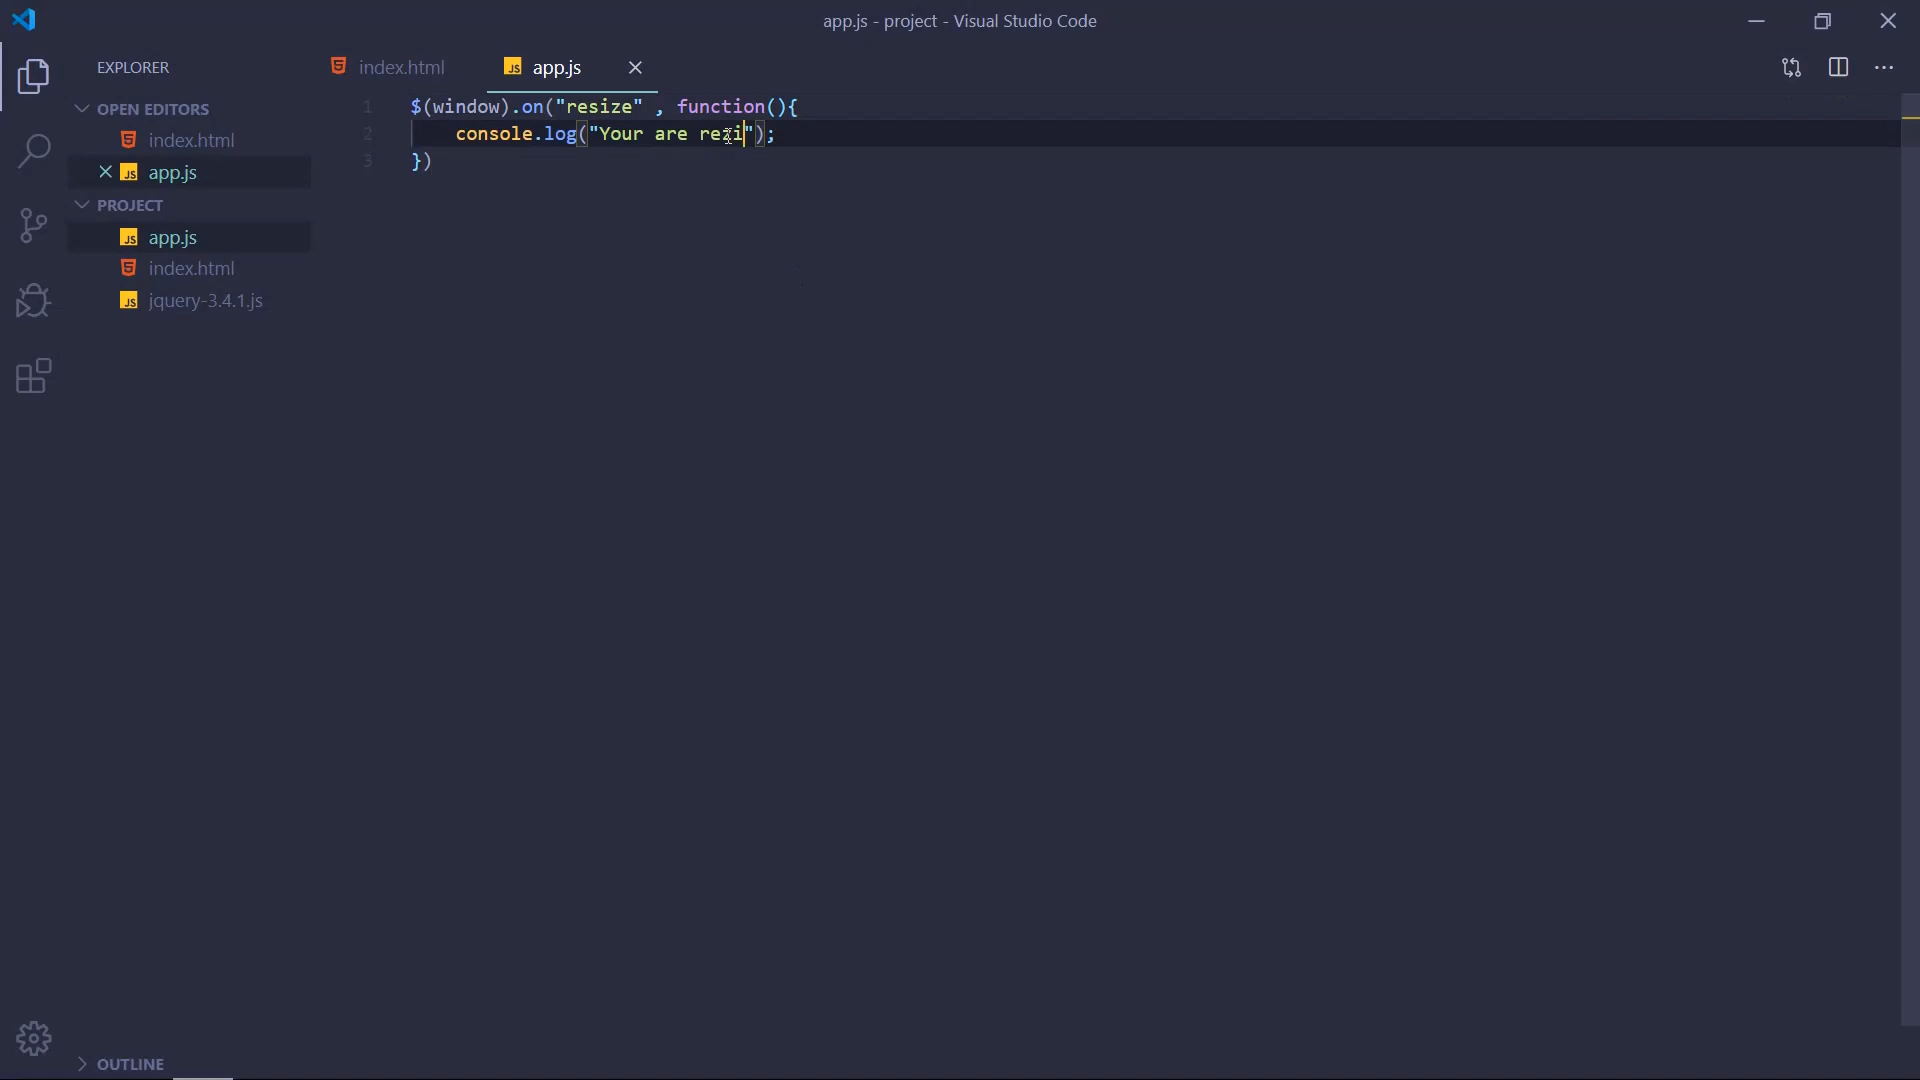 app.js - project - Visual Studio Code
EXPLORER
OPEN EDITORS
index.html
app.js
PROJECT
app.js
index.html
jquery-3.4.1.js
OUTLINE
index.html
app.js
1 $(window).on("resize" , function(){
2 console.log("Your are rezi");
3 })